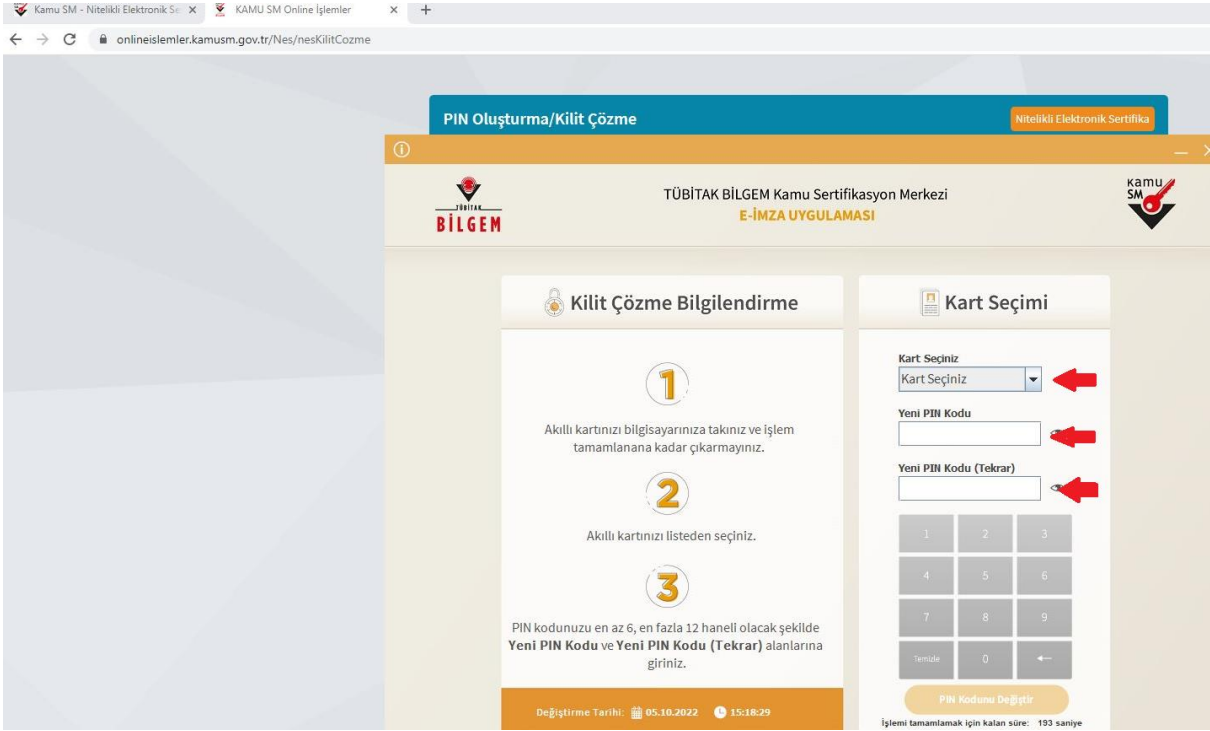 Kamu SM - Nitelikli Elektronik Se
KAMU SM Online İşlemler
onlineislemler.kamusm.gov.tr/Nes/nesKilitCozme
PIN Oluşturma/Kilit Çözme
Nitelikli Elektronik Sertifika
TÜBİTAK
BİLGEM
TÜBİTAK BİLGEM Kamu Sertifikasyon Merkezi
E-İMZA UYGULAMASI
Kamu
SM
Kilit Çözme Bilgilendirme
1
Akıllı kartınızı bilgisayarınıza takınız ve işlem
tamamlanana kadar çıkarmayınız.
2
Akıllı kartınızı listeden seçiniz.
3
PIN kodunuzu en az 6, en fazla 12 haneli olacak şekilde
Yeni PIN Kodu ve Yeni PIN Kodu (Tekrar) alanlarına
giriniz.
Değiştirme Tarihi: 05.10.2022 15:18:29
Kart Seçimi
Kart Seçiniz
Kart Seçiniz
Yeni PIN Kodu
Yeni PIN Kodu (Tekrar)
1 2 3
4 5 6
7 8 9
Temizle 0 ←
PIN Kodunu Değiştir
İşlemi tamamlamak için kalan süre: 193 saniye